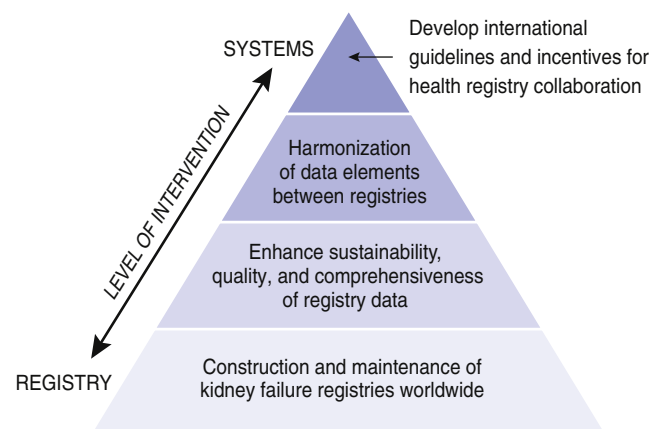 SYSTEMS
Develop international
guidelines and incentives for
health registry collaboration
LEVEL OF INTERVENTION
Harmonization
of data elements
between registries
Enhance sustainability,
quality, and comprehensiveness
of registry data
REGISTRY
Construction and maintenance of
kidney failure registries worldwide